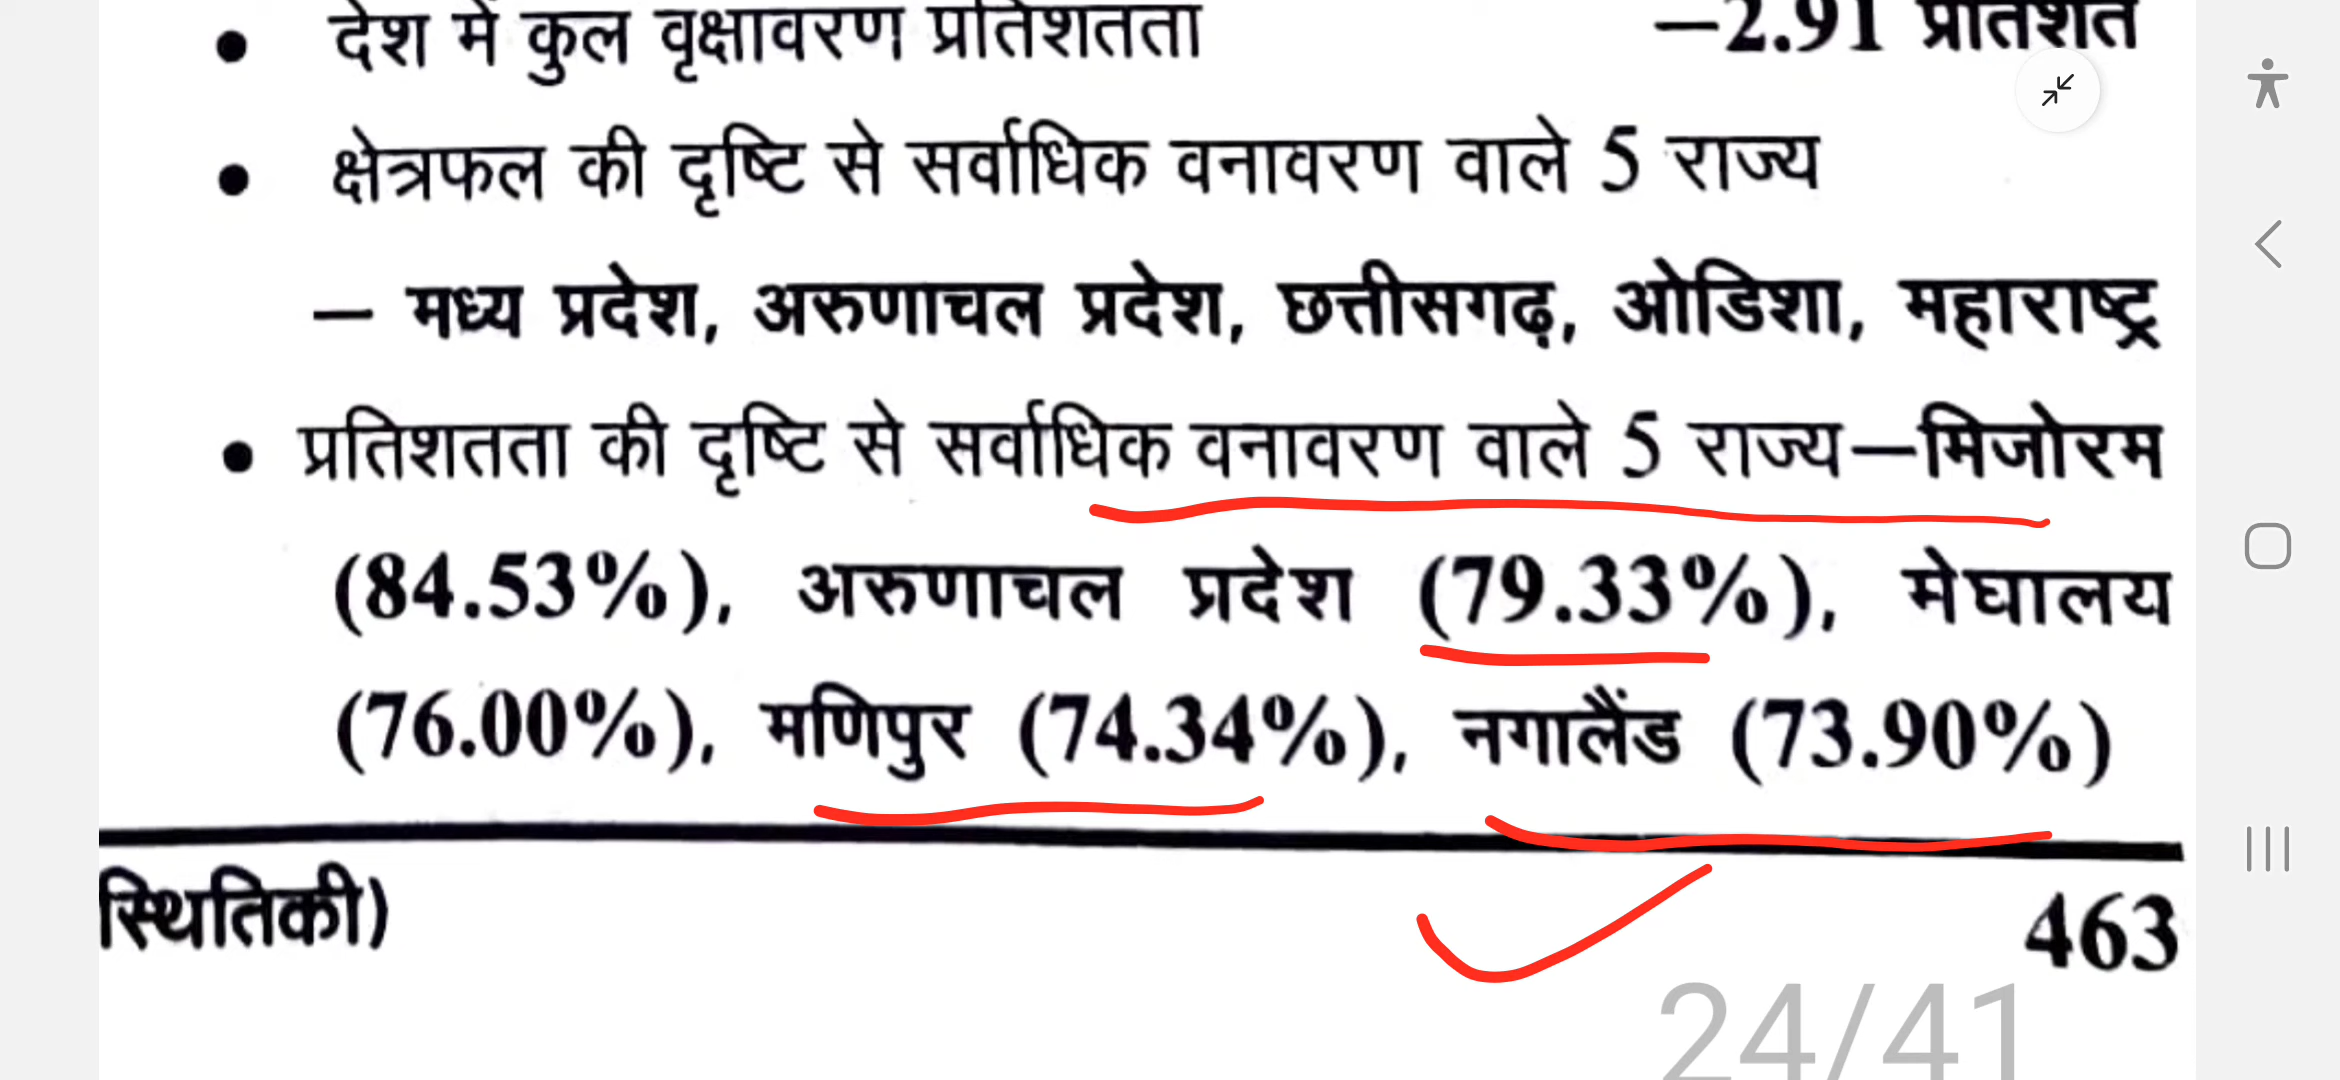 • देश में कुल वृक्षावरण प्रतिशतता —2.91 प्रतिशत
• क्षेत्रफल की दृष्टि से सर्वाधिक वनावरण वाले 5 राज्य
— मध्य प्रदेश, अरुणाचल प्रदेश, छत्तीसगढ़, ओडिशा, महाराष्ट्र
• प्रतिशतता की दृष्टि से सर्वाधिक वनावरण वाले 5 राज्य—मिजोरम
(84.53%), अरुणाचल प्रदेश (79.33%), मेघालय
(76.00%), मणिपुर (74.34%), नगालैंड (73.90%)
स्थितिकी) 463
24/41